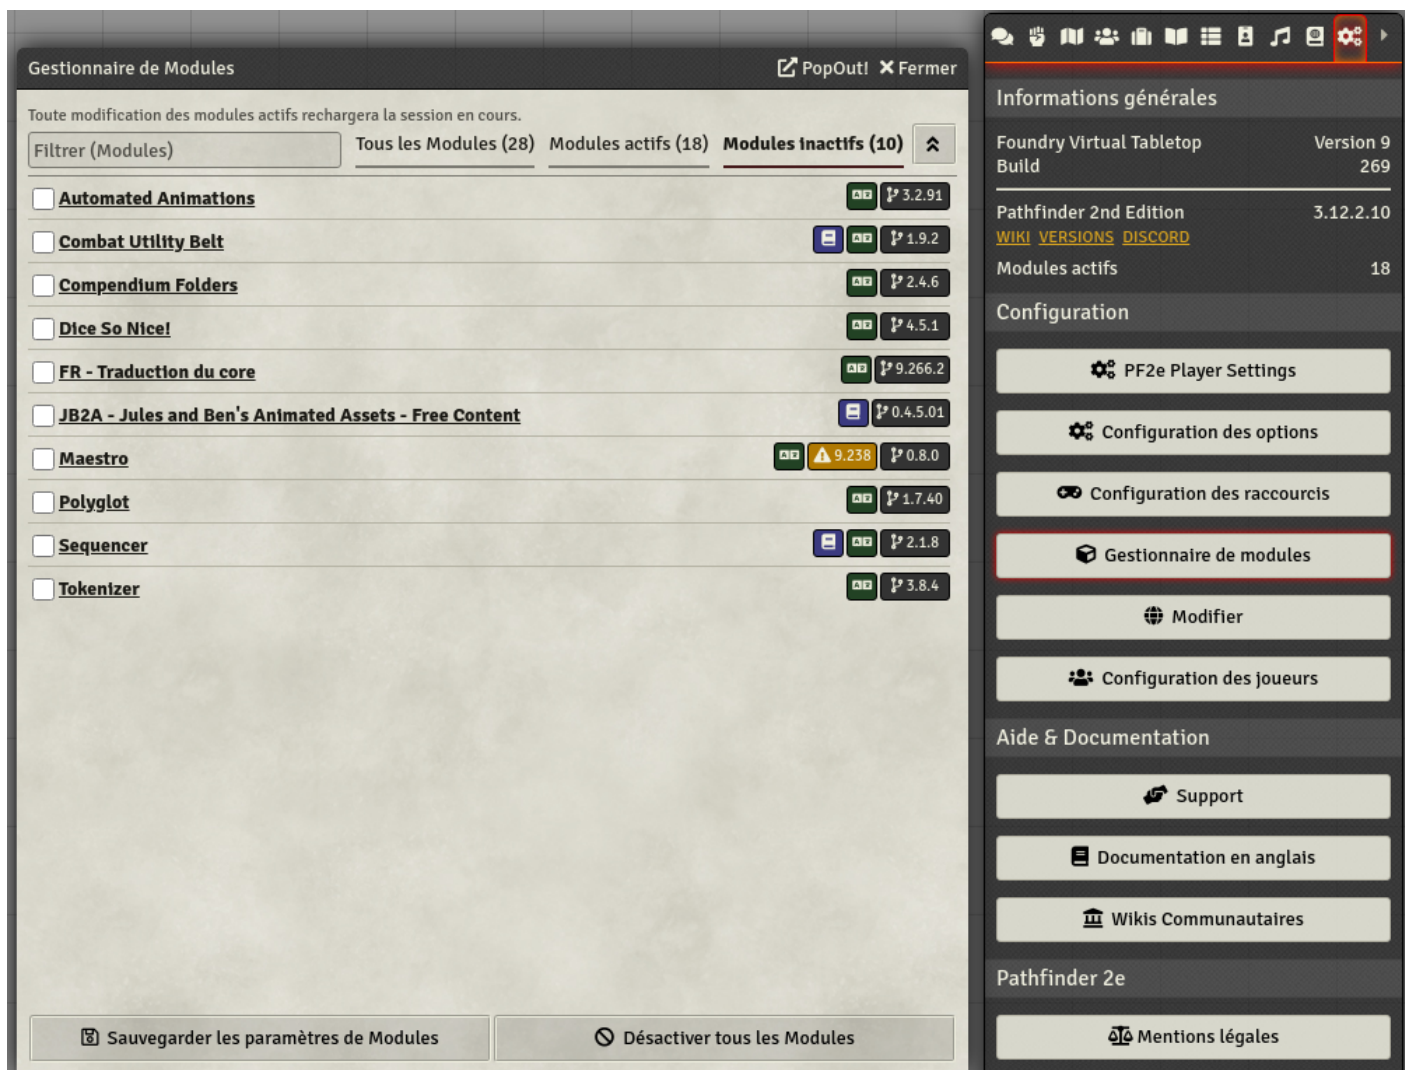 Gestionnaire de Modules
PopOut!
Fermer
Toute modification des modules actifs rechargera la session en cours.
Filtrer (Modules)
Tous les Modules (28)
Modules actifs (18)
Modules inactifs (10)
Automated Animations
3.2.91
Combat Utility Belt
1.9.2
Compendium Folders
2.4.6
Dice So Nice!
4.5.1
FR - Traduction du core
9.266.2
JB2A - Jules and Ben's Animated Assets - Free Content
0.4.5.01
Maestro
9.238
0.8.0
Polyglot
1.7.40
Sequencer
2.1.8
Tokenizer
3.8.4
Sauvegarder les paramètres de Modules
Désactiver tous les Modules
Informations générales
Foundry Virtual Tabletop Version 9
Build 269
Pathfinder 2nd Edition 3.12.2.10
WIKI VERSIONS DISCORD
Modules actifs 18
Configuration
PF2e Player Settings
Configuration des options
Configuration des raccourcis
Gestionnaire de modules
Modifier
Configuration des joueurs
Aide & Documentation
Support
Documentation en anglais
Wikis Communautaires
Pathfinder 2e
Mentions légales